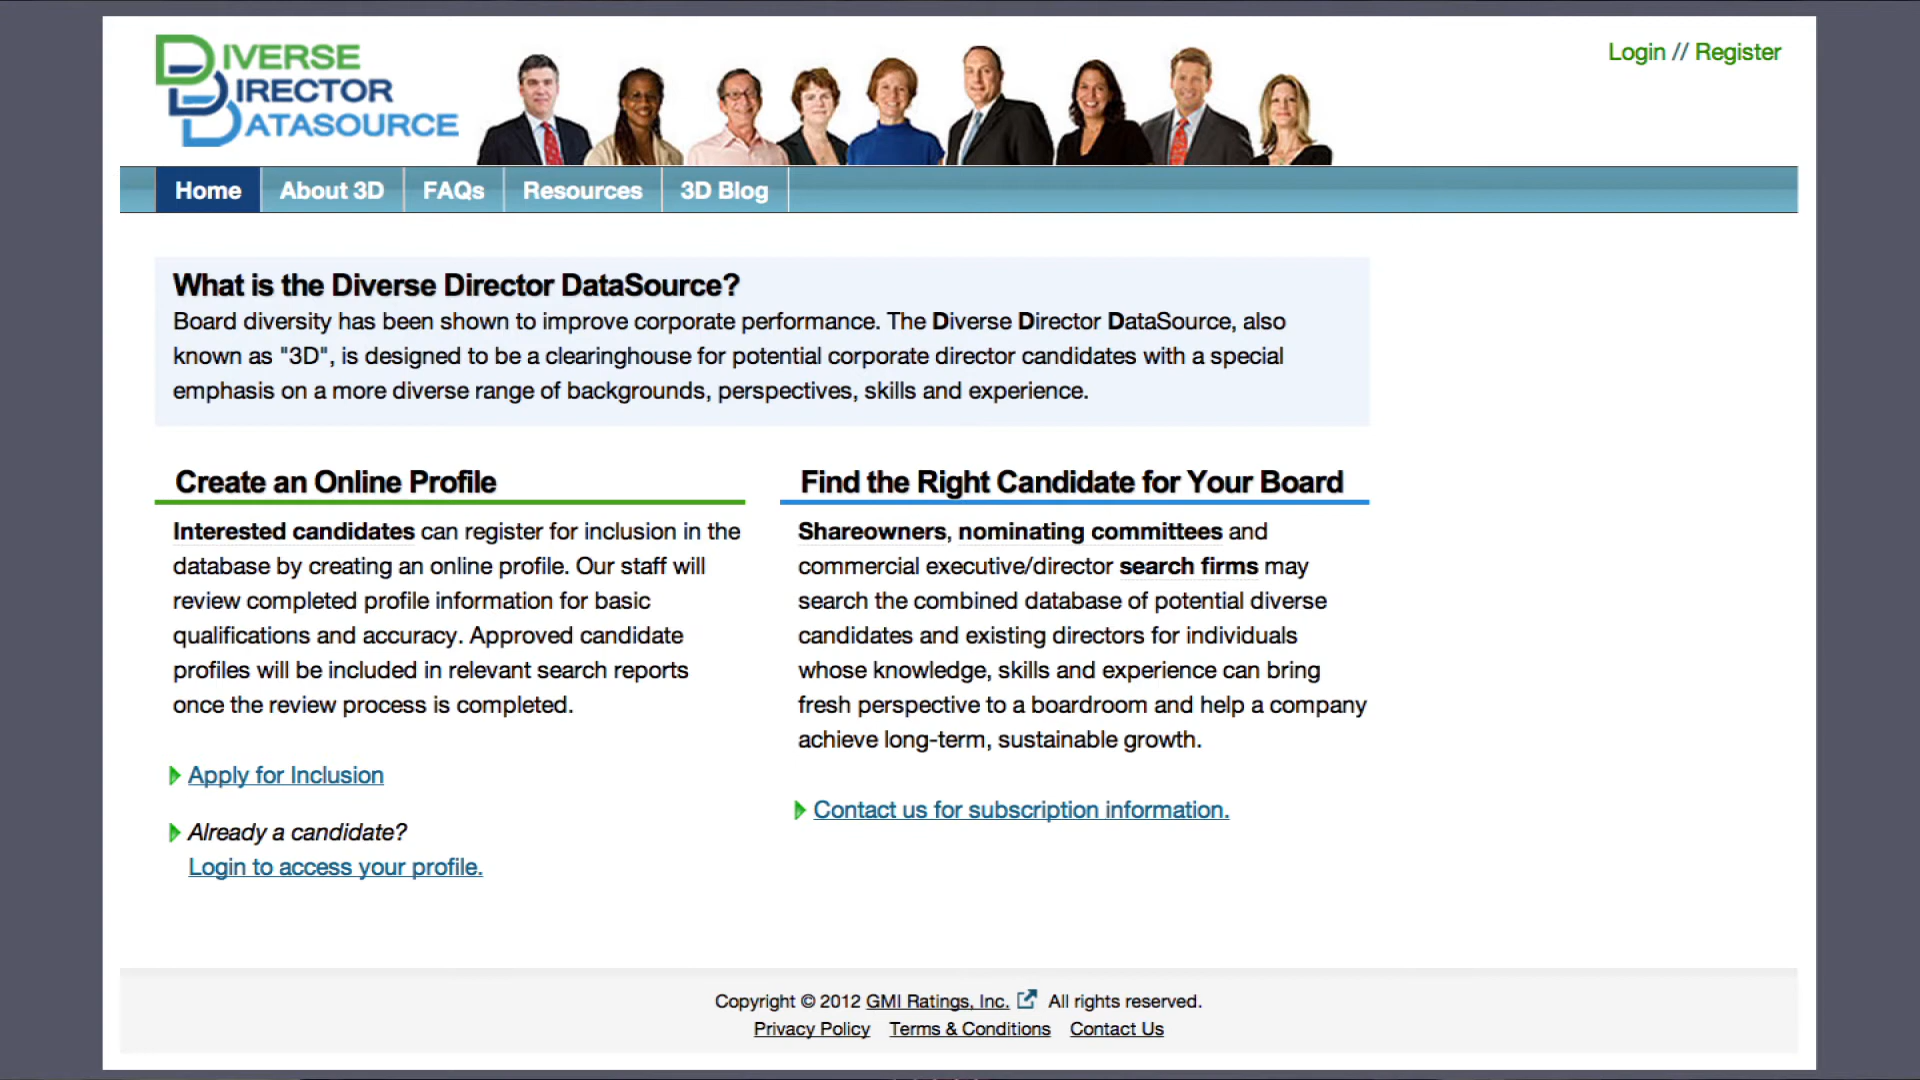 DIVERSE
DIRECTOR
DATASOURCE
Login // Register
Home
About 3D
FAQs
Resources
3D Blog
What is the Diverse Director DataSource?
Board diversity has been shown to improve corporate performance. The Diverse Director DataSource, also
known as "3D", is designed to be a clearinghouse for potential corporate director candidates with a special
emphasis on a more diverse range of backgrounds, perspectives, skills and experience.
Create an Online Profile
Interested candidates can register for inclusion in the
database by creating an online profile. Our staff will
review completed profile information for basic
qualifications and accuracy. Approved candidate
profiles will be included in relevant search reports
once the review process is completed.
Apply for Inclusion
Already a candidate?
Login to access your profile.
Find the Right Candidate for Your Board
Shareowners, nominating committees and
commercial executive/director search firms may
search the combined database of potential diverse
candidates and existing directors for individuals
whose knowledge, skills and experience can bring
fresh perspective to a boardroom and help a company
achieve long-term, sustainable growth.
Contact us for subscription information.
Copyright © 2012 GMI Ratings, Inc. All rights reserved.
Privacy Policy Terms & Conditions Contact Us